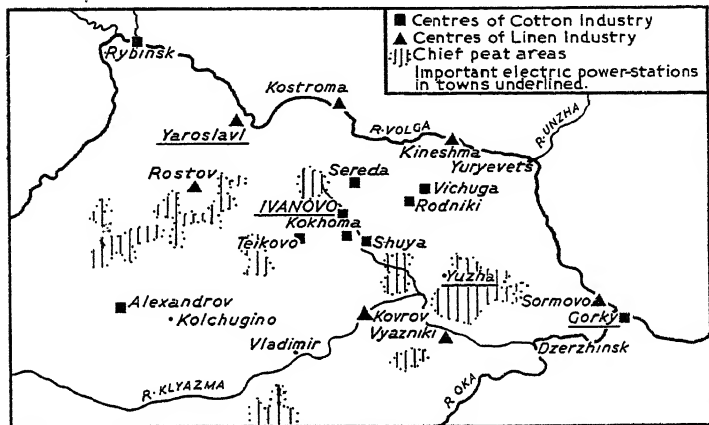 Centres of Cotton Industry
Centres of Linen Industry
Chief peat areas
Important electric power-stations
in towns underlined.
Rybinsk
Kostroma
R. UNZHA
Yaroslavl
R. VOLGA
Kineshma
Yuryevets
Rostov
Sereda
Vichuga
IVANOVO
Rodniki
Kokhoma
Teikovo
Shuya
Yuzha
Alexandrov
Sormovo
Kolchugino
Kovrov
Gorky
Vyazniki
Vladimir
Dzerzhinsk
R. KLYAZMA
R. OKA